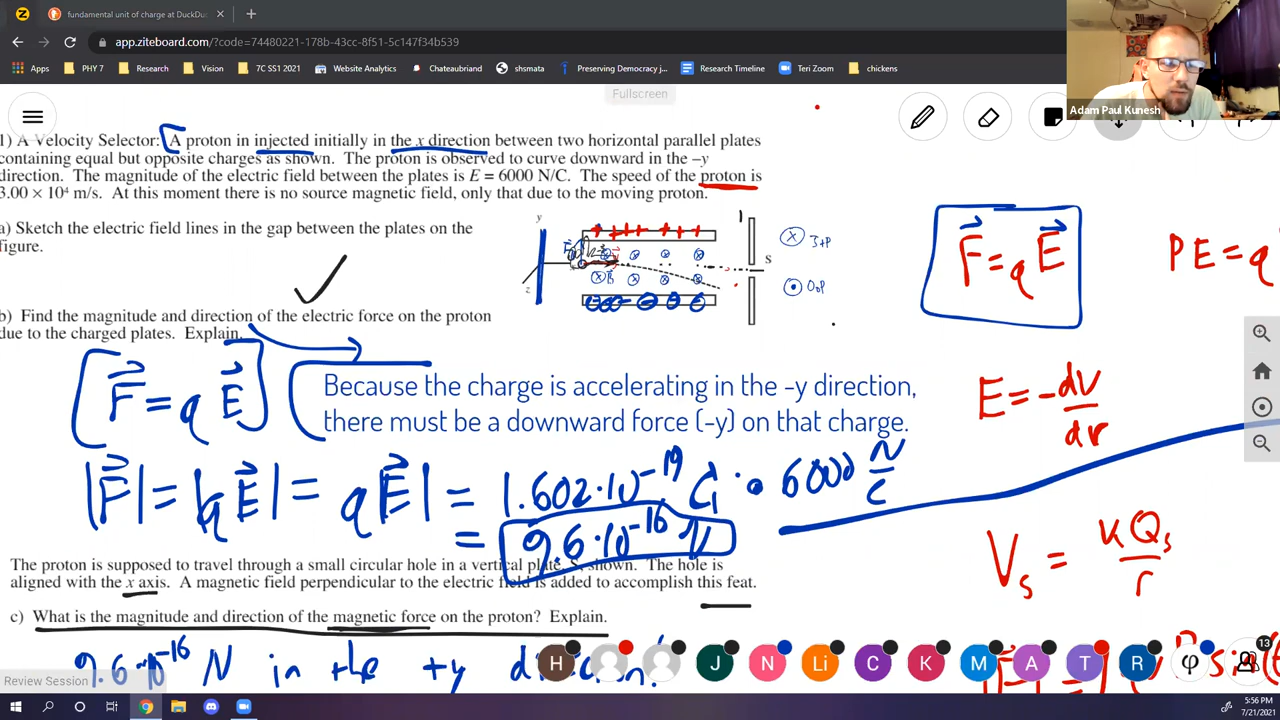 fundamental unit of charge at DuckDu
app.ziteboard.com/?code=74480221-178b-43cc-8f51-5c147f34b539
Apps PHY 7 Research Vision 7C SS1 2021 Website Analytics Chateaubound shsmata Preserving Democracy j... Research Timeline Teri Zoom chickens
Fullscreen
Adam Paul Kunesh
1) A Velocity Selector: A proton in injected initially in the x direction between two horizontal parallel plates
containing equal but opposite charges as shown. The proton is observed to curve downward in the –y
direction. The magnitude of the electric field between the plates is E = 6000 N/C. The speed of the proton is
3.00 × 10⁴ m/s. At this moment there is no source magnetic field, only that due to the moving proton.
a) Sketch the electric field lines in the gap between the plates on the
figure.
y
z
S
F = q E
PE = q
b) Find the magnitude and direction of the electric force on the proton
due to the charged plates. Explain.
F = q E
Because the charge is accelerating in the -y direction,
there must be a downward force (-y) on that charge.
E = - dV/dr
|F| = |qE| = q|E| = 1.602·10⁻¹⁹ C · 6000 N/C
= 9.6·10⁻¹⁶ N
Vs = kQs/r
The proton is supposed to travel through a small circular hole in a vertical plate, S, shown. The hole is
aligned with the x axis. A magnetic field perpendicular to the electric field is added to accomplish this feat.
c) What is the magnitude and direction of the magnetic force on the proton? Explain.
9.6·10⁻¹⁶ N in the +y direction!
H J N Li C K M A T R φ 13
Review Session
5:56 PM
7/21/2021